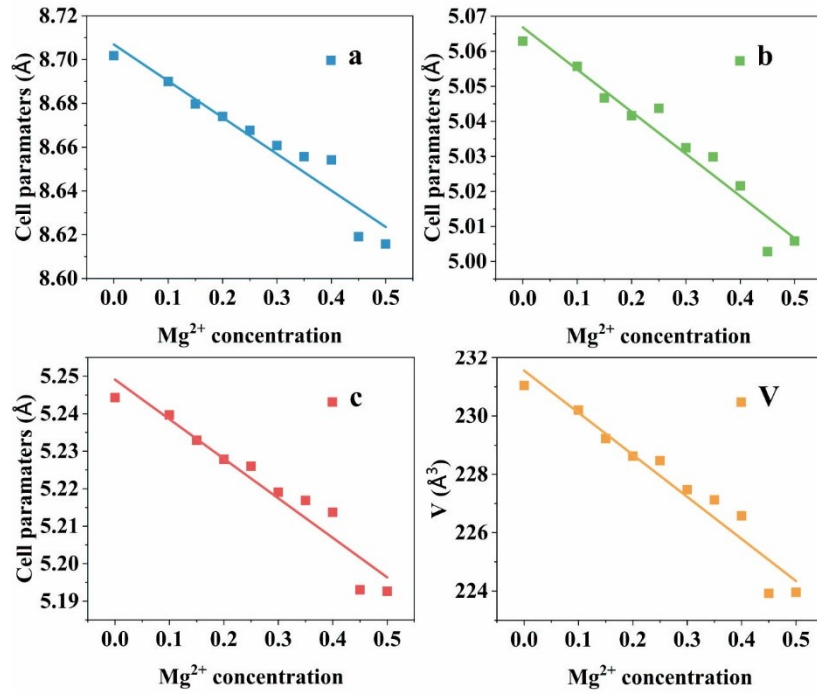 8.72
8.70
8.68
8.66
8.64
8.62
8.60
Cell paramaters (Å)
a
0.0 0.1 0.2 0.3 0.4 0.5
Mg²⁺ concentration
5.06
5.05
5.04
5.03
5.02
5.01
5.00
Cell paramaters (Å)
b
0.0 0.1 0.2 0.3 0.4 0.5
Mg²⁺ concentration
5.25
5.24
5.23
5.22
5.21
5.20
5.19
Cell paramaters (Å)
c
0.0 0.1 0.2 0.3 0.4 0.5
Mg²⁺ concentration
231
230
228
226
224
V (Å³)
V
0.0 0.1 0.2 0.3 0.4 0.5
Mg²⁺ concentration